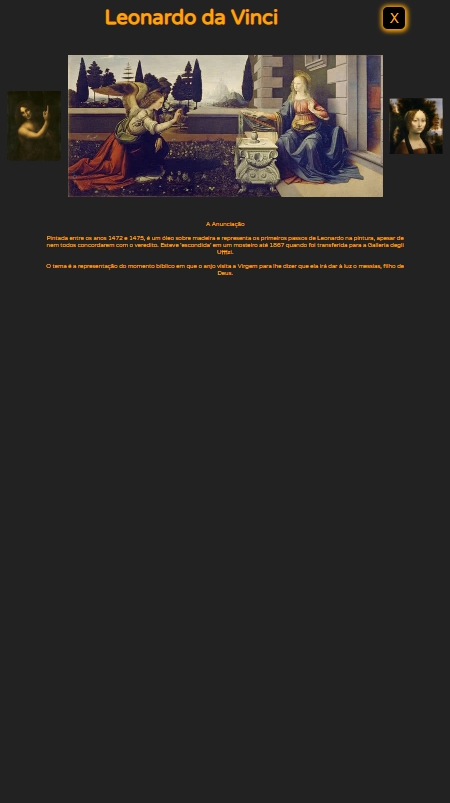 Leonardo da Vinci
X
A Anunciação
Pintada entre os anos 1472 e 1475, é um óleo sobre madeira e representa os primeiros passos de Leonardo na pintura, apesar de
nem todos concordarem com o veredito. Esteve 'escondida' em um mosteiro até 1867 quando foi transferida para a Galleria degli
Uffizi.
O tema é a representação do momento bíblico em que o anjo visita a Virgem para lhe dizer que ela irá dar à luz o messias, filho de
Deus.